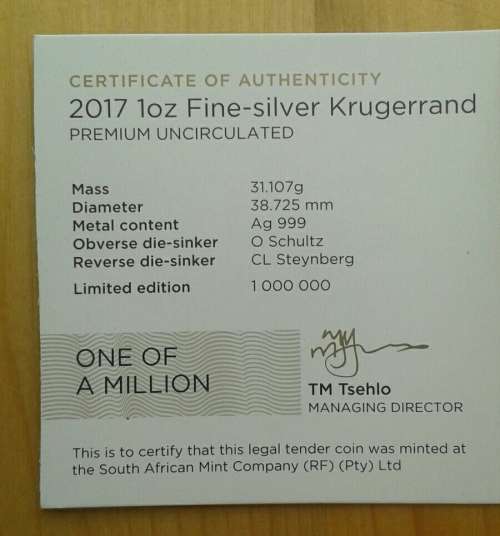 CERTIFICATE OF AUTHENTICITY
2017 1oz Fine-silver Krugerrand
PREMIUM UNCIRCULATED
Mass 31.107g
Diameter 38.725 mm
Metal content Ag 999
Obverse die-sinker O Schultz
Reverse die-sinker CL Steynberg
Limited edition 1 000 000
ONE OF
A MILLION
TM Tsehlo
MANAGING DIRECTOR
This is to certify that this legal tender coin was minted at
the South African Mint Company (RF) (Pty) Ltd